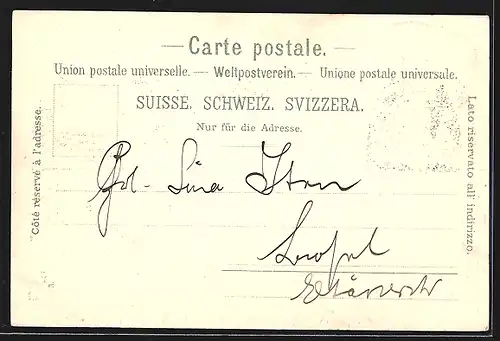 — Carte postale. —
Union postale universelle. — Weltpostverein. — Unione postale universale.
SUISSE. SCHWEIZ. SVIZZERA.
Nur für die Adresse.
Côté réservé à l'adresse.
Lato riservato all' indirizzo.
Lina